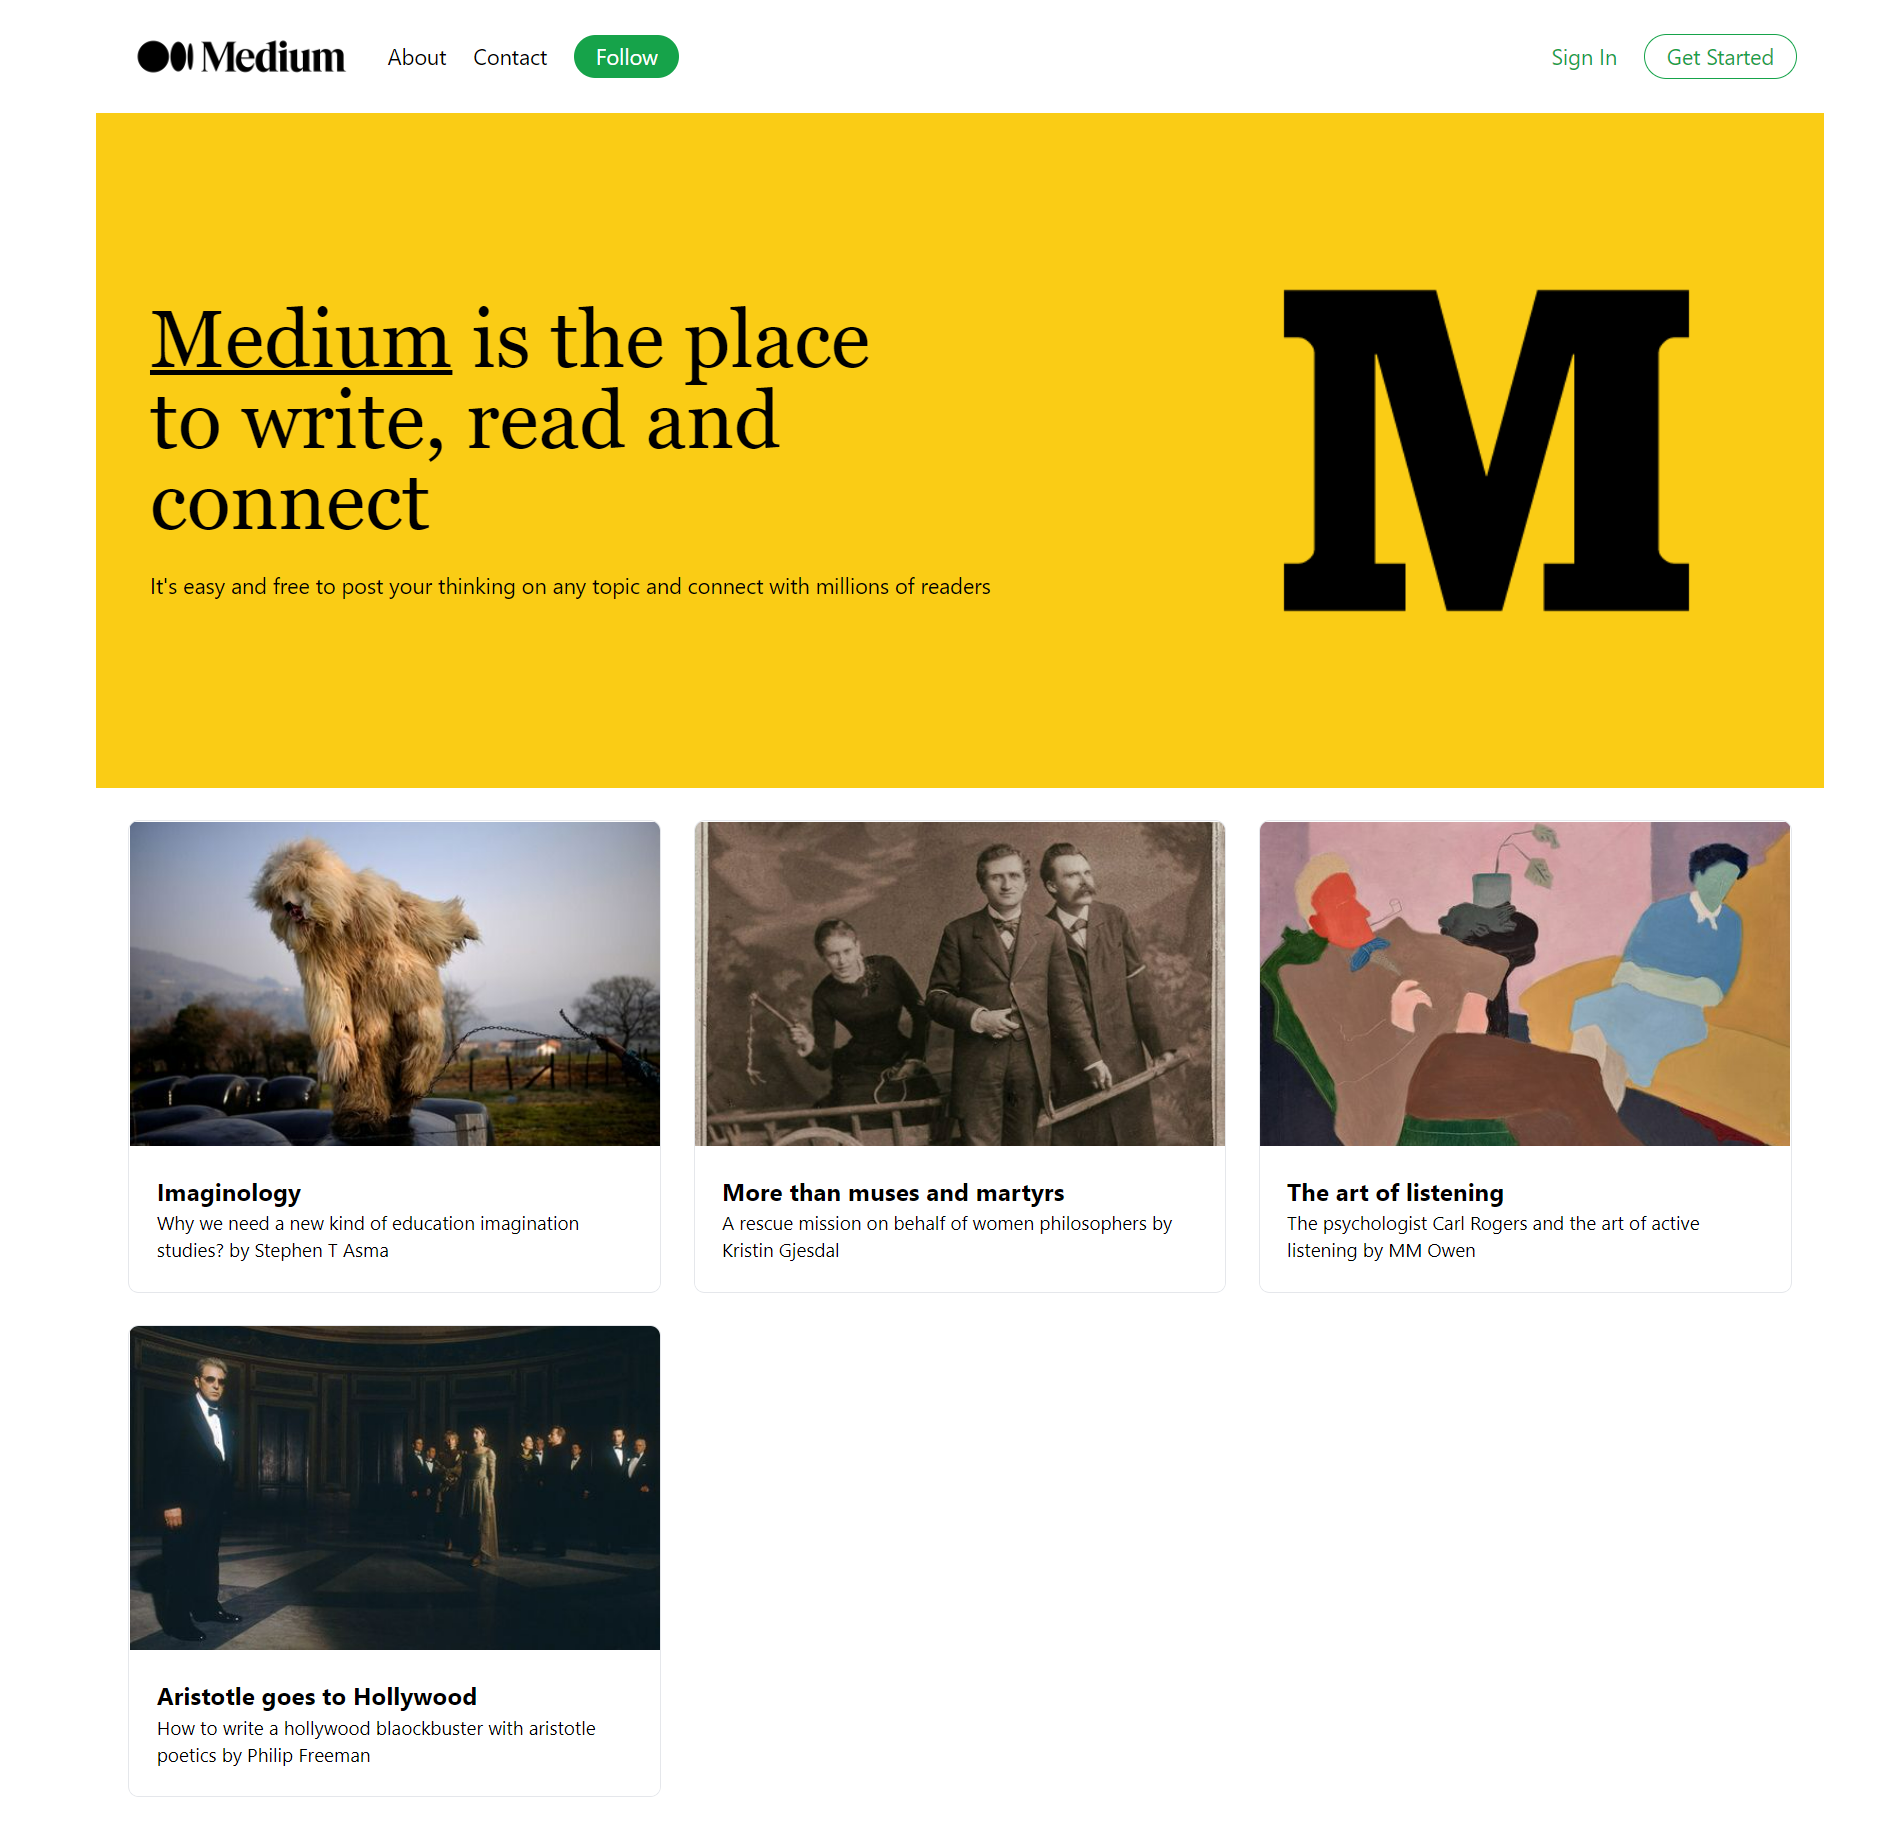 Medium About Contact Follow Sign In Get Started
Medium is the place
to write, read and
connect
It's easy and free to post your thinking on any topic and connect with millions of readers
M
Imaginology
Why we need a new kind of education imagination
studies? by Stephen T Asma
More than muses and martyrs
A rescue mission on behalf of women philosophers by
Kristin Gjesdal
The art of listening
The psychologist Carl Rogers and the art of active
listening by MM Owen
Aristotle goes to Hollywood
How to write a hollywood blaockbuster with aristotle
poetics by Philip Freeman